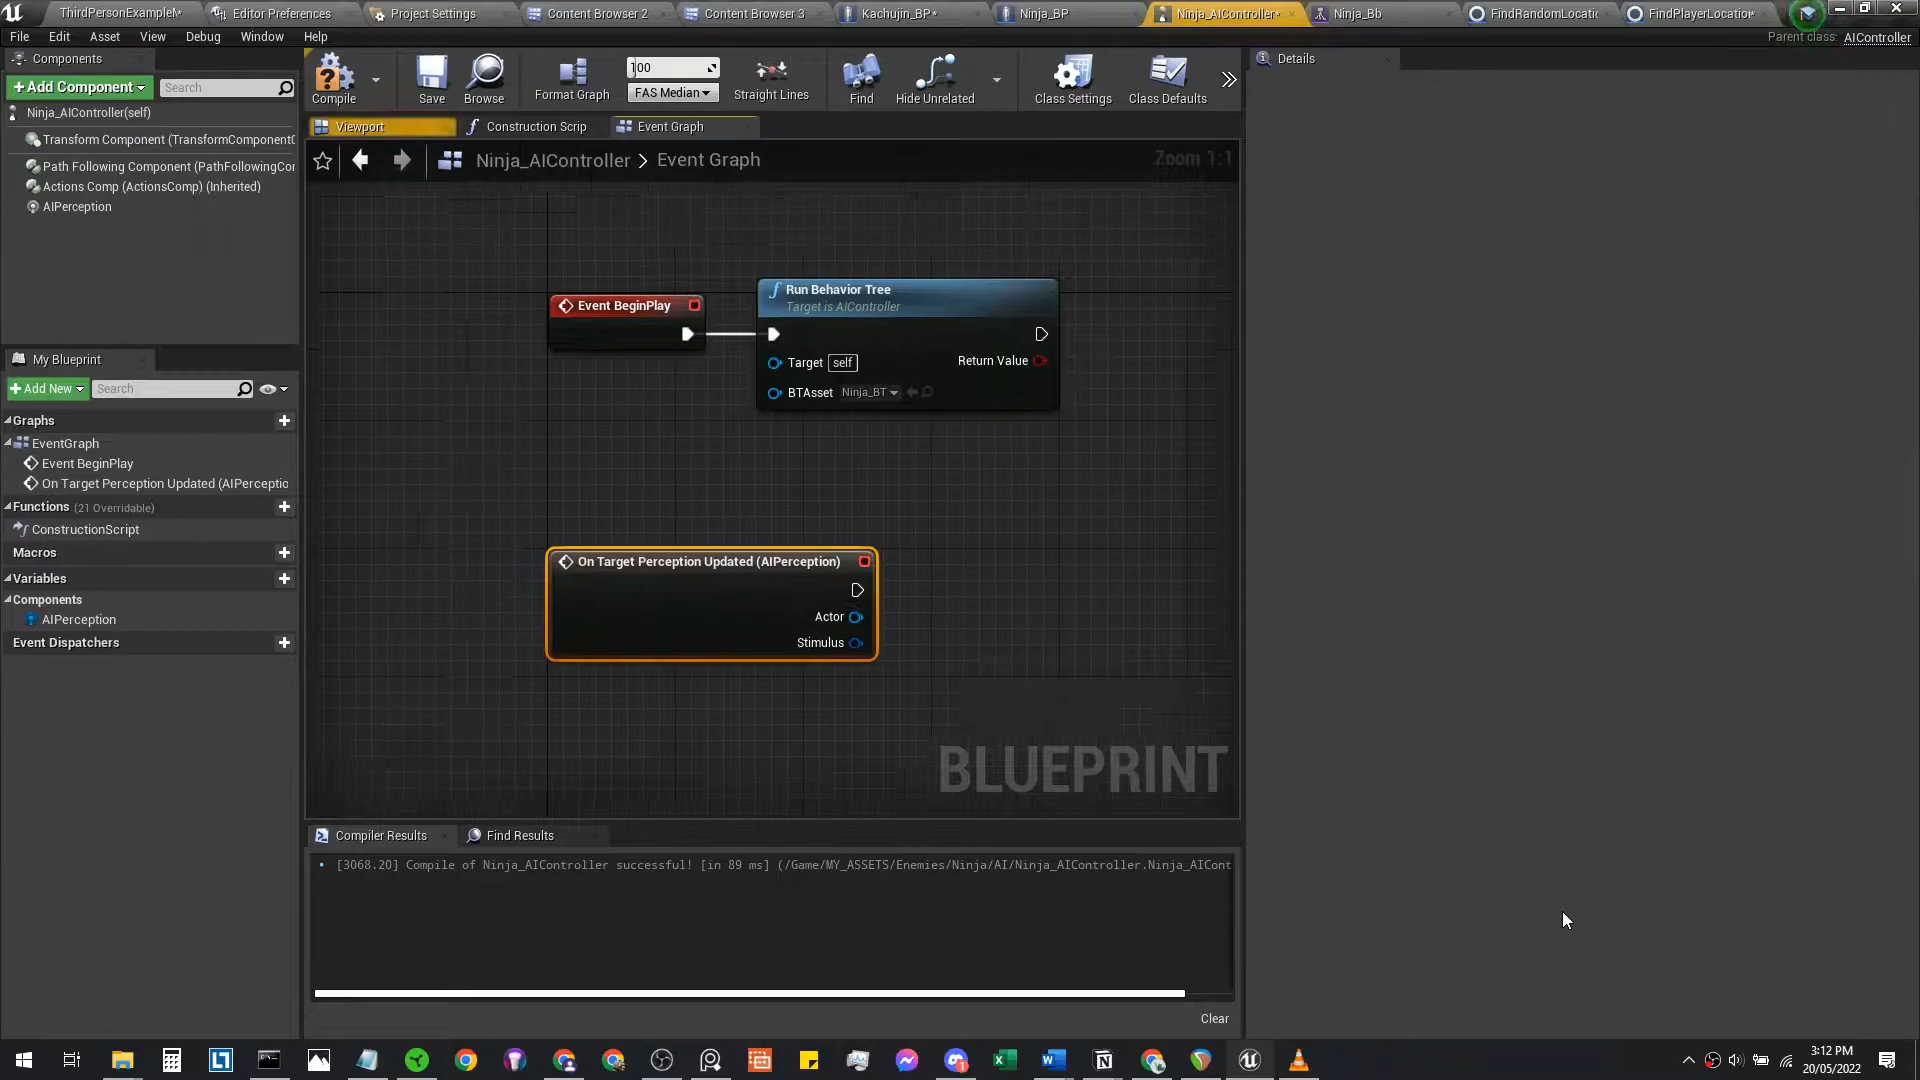 ThirdPersonExampleM*
Editor Preferences
Project Settings
Content Browser 2
Content Browser 3
Kachujin_BP*
Ninja_BP
Ninja_AIController*
Ninja_Bb
FindRandomLocatic
FindPlayerLocation*
File
Edit
Asset
View
Debug
Window
Help
Parent class: AIController
Components
+ Add Component
Search
Ninja_AIController(self)
Transform Component (TransformComponent0
Path Following Component (PathFollowingCor
Actions Comp (ActionsComp) (Inherited)
AIPerception
My Blueprint
+ Add New
Search
Graphs
EventGraph
Event BeginPlay
On Target Perception Updated (AIPerceptio
Functions (21 Overridable)
ConstructionScript
Macros
Variables
Components
AIPerception
Event Dispatchers
Compile
Save
Browse
Format Graph
100
FAS Median
Straight Lines
Find
Hide Unrelated
Class Settings
Class Defaults
Viewport
Construction Scrip
Event Graph
Ninja_AIController > Event Graph
Zoom 1:1
Event BeginPlay
Run Behavior Tree
Target is AIController
Target self
Return Value
BTAsset Ninja_BT
On Target Perception Updated (AIPerception)
Actor
Stimulus
BLUEPRINT
Compiler Results
Find Results
• [3068.20] Compile of Ninja_AIController successful! [in 89 ms] (/Game/MY_ASSETS/Enemies/Ninja/AI/Ninja_AIController.Ninja_AICont
Clear
Details
3:12 PM
20/05/2022